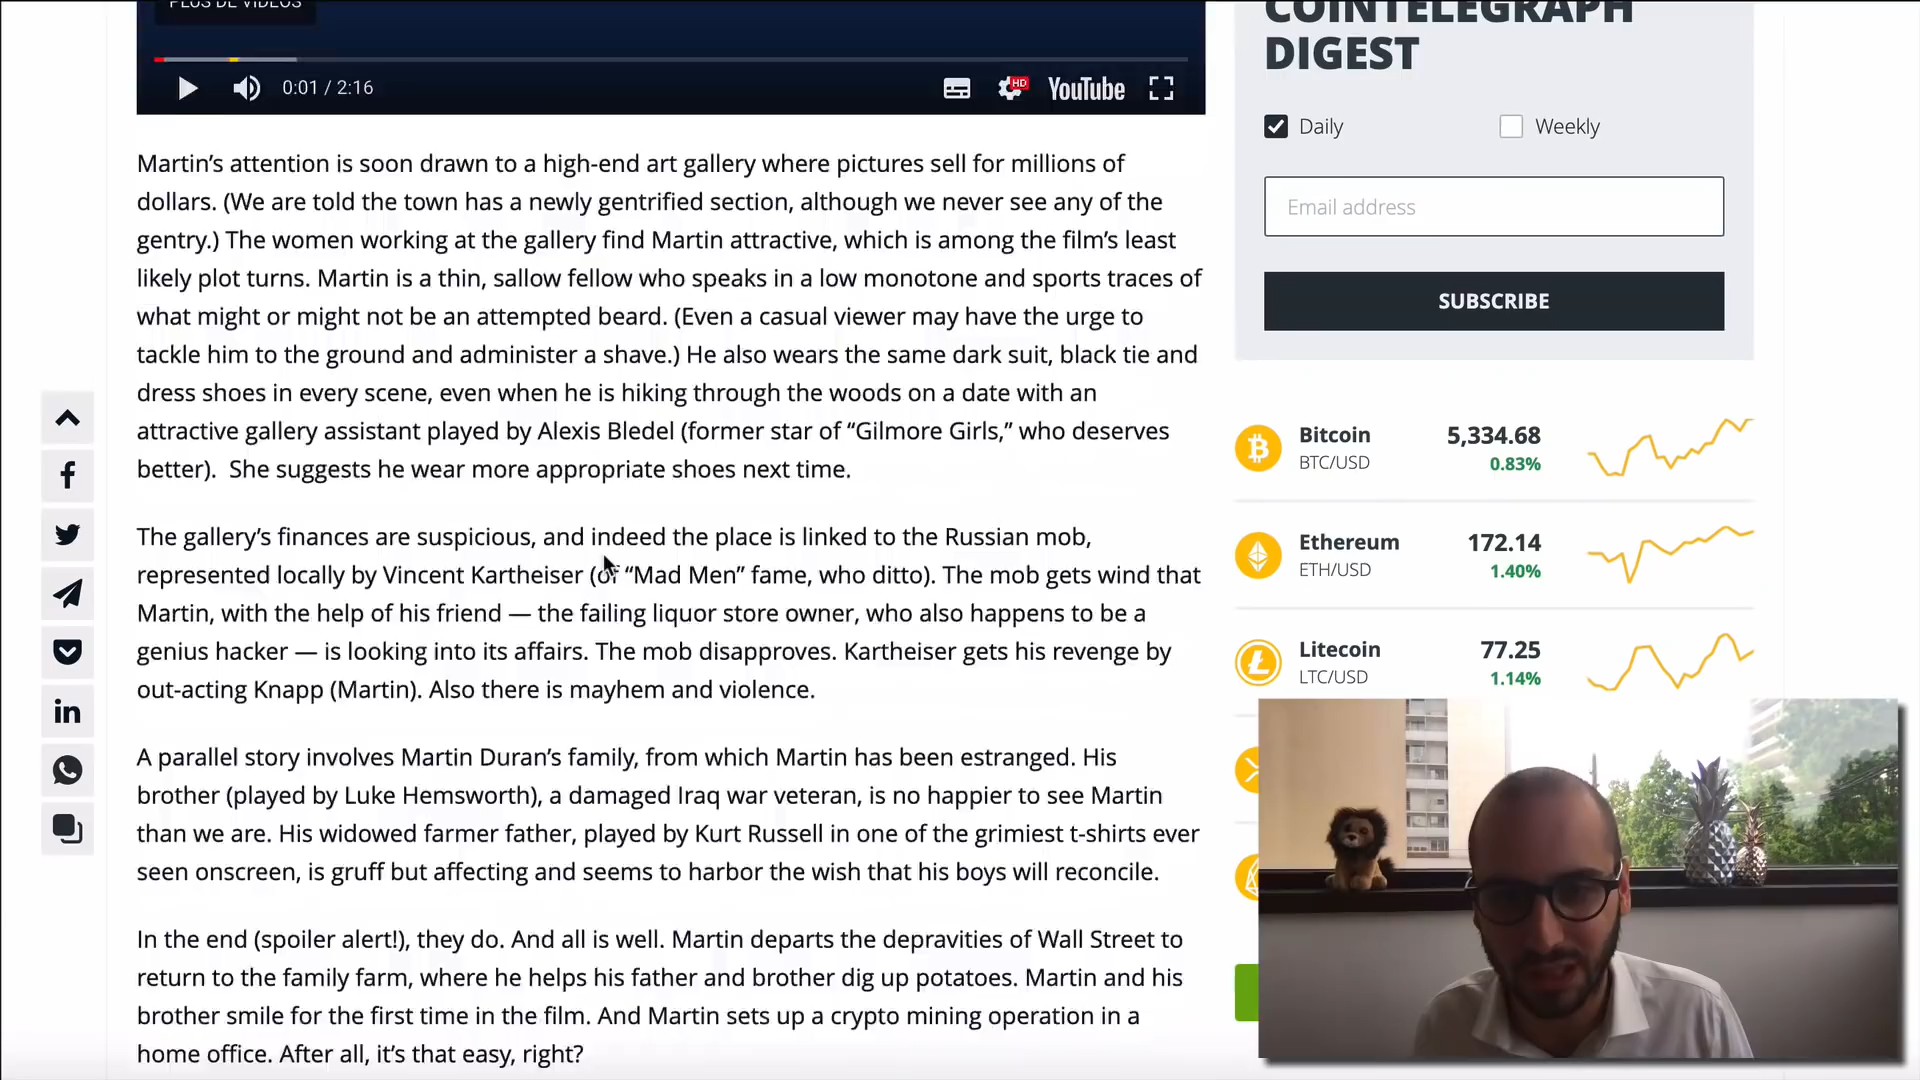 PLUS DE VIDÉOS
0:01 / 2:16
HD
YouTube
Martin's attention is soon drawn to a high-end art gallery where pictures sell for millions of
dollars. (We are told the town has a newly gentrified section, although we never see any of the
gentry.) The women working at the gallery find Martin attractive, which is among the film's least
likely plot turns. Martin is a thin, sallow fellow who speaks in a low monotone and sports traces of
what might or might not be an attempted beard. (Even a casual viewer may have the urge to
tackle him to the ground and administer a shave.) He also wears the same dark suit, black tie and
dress shoes in every scene, even when he is hiking through the woods on a date with an
attractive gallery assistant played by Alexis Bledel (former star of “Gilmore Girls,” who deserves
better).  She suggests he wear more appropriate shoes next time.
The gallery's finances are suspicious, and indeed the place is linked to the Russian mob,
represented locally by Vincent Kartheiser (of “Mad Men” fame, who ditto). The mob gets wind that
Martin, with the help of his friend — the failing liquor store owner, who also happens to be a
genius hacker — is looking into its affairs. The mob disapproves. Kartheiser gets his revenge by
out-acting Knapp (Martin). Also there is mayhem and violence.
A parallel story involves Martin Duran's family, from which Martin has been estranged. His
brother (played by Luke Hemsworth), a damaged Iraq war veteran, is no happier to see Martin
than we are. His widowed farmer father, played by Kurt Russell in one of the grimiest t-shirts ever
seen onscreen, is gruff but affecting and seems to harbor the wish that his boys will reconcile.
In the end (spoiler alert!), they do. And all is well. Martin departs the depravities of Wall Street to
return to the family farm, where he helps his father and brother dig up potatoes. Martin and his
brother smile for the first time in the film. And Martin sets up a crypto mining operation in a
home office. After all, it's that easy, right?
COINTELEGRAPH
DIGEST
Daily
Weekly
Email address
SUBSCRIBE
Bitcoin 5,334.68
BTC/USD 0.83%
Ethereum 172.14
ETH/USD 1.40%
Litecoin 77.25
LTC/USD 1.14%